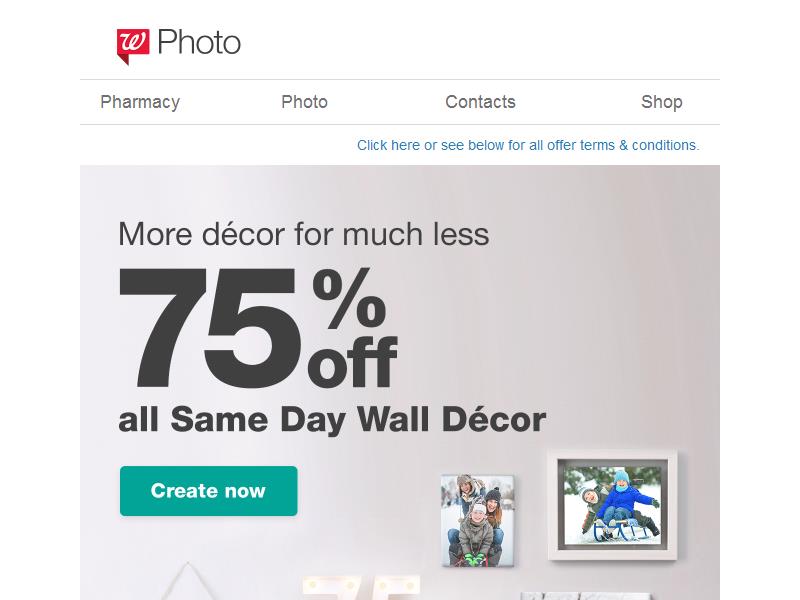 Photo
Pharmacy Photo Contacts Shop
Click here or see below for all offer terms & conditions.
More décor for much less
75%
off
all Same Day Wall Décor
Create now
75